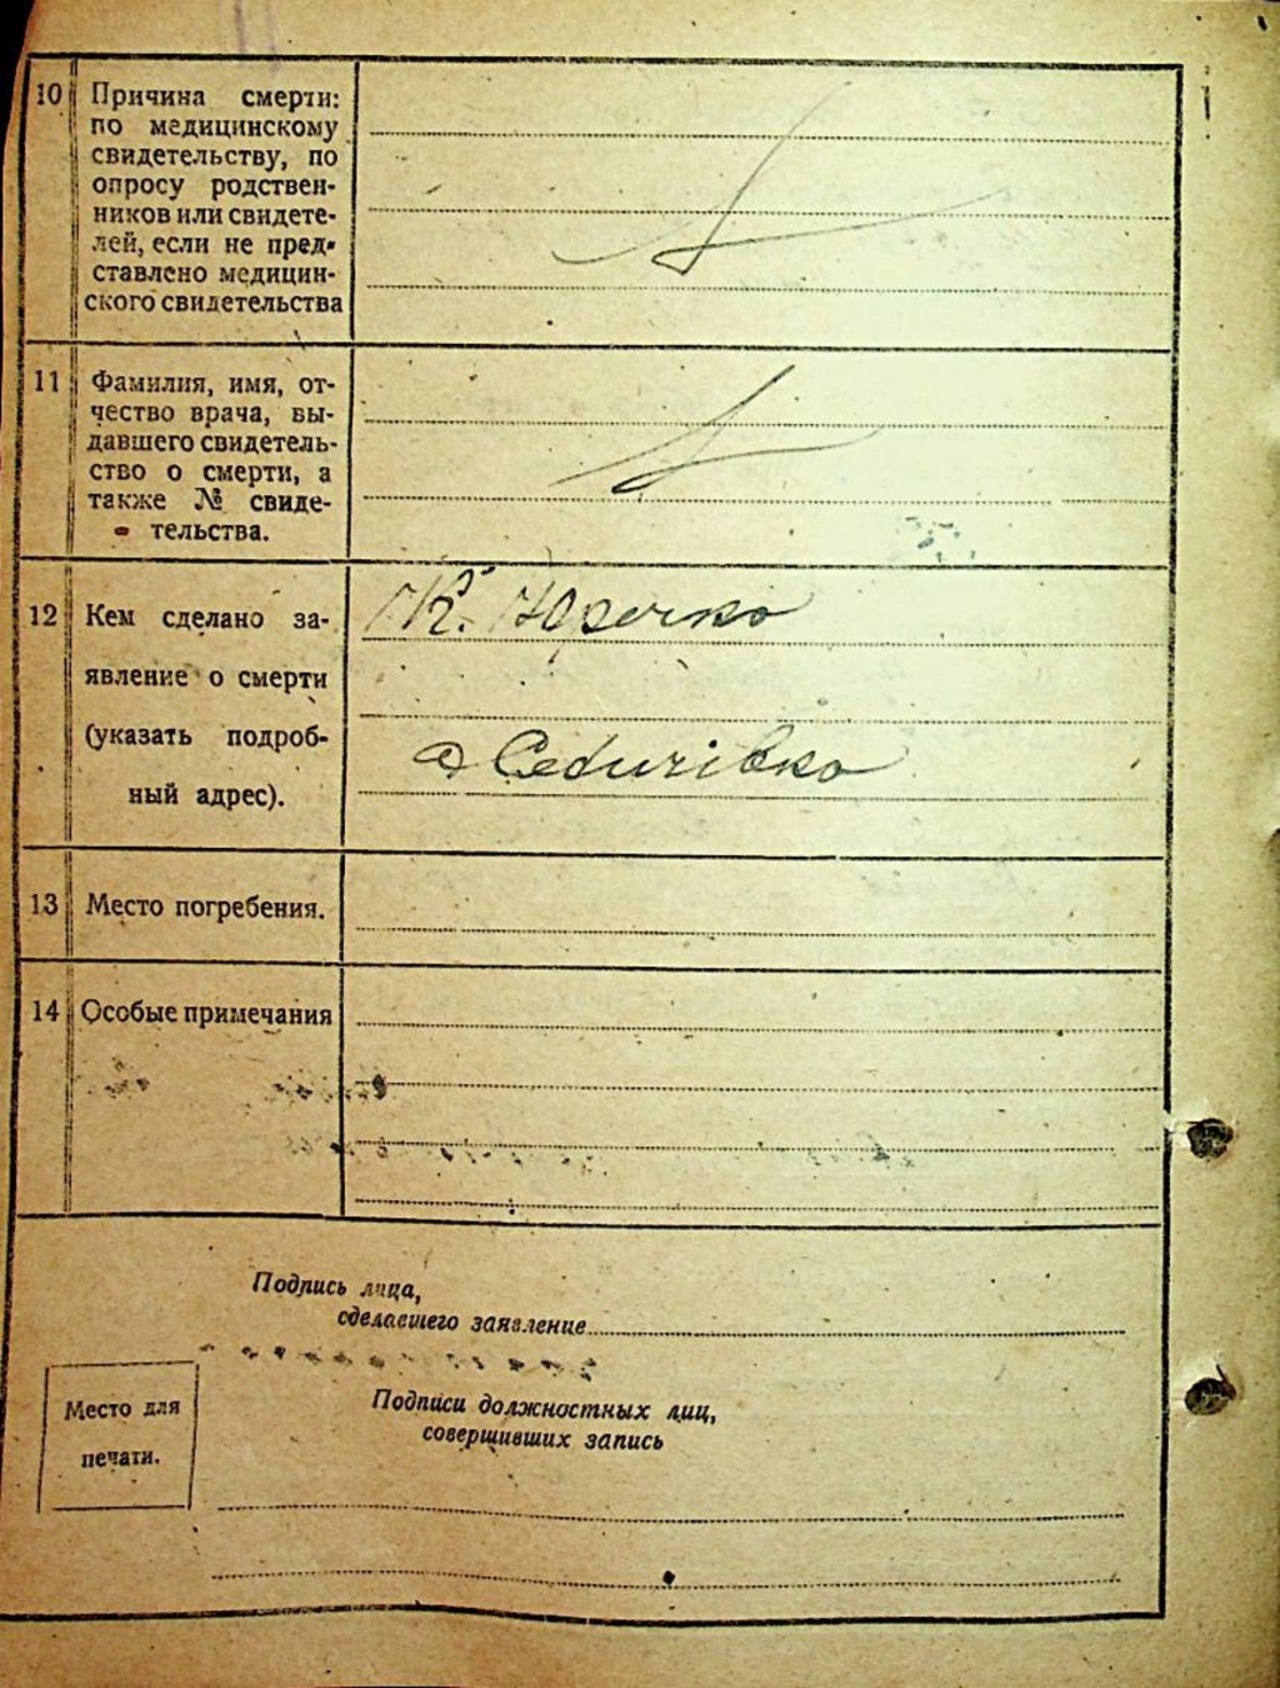 10 Причина смерти:
по медицинскому
свидетельству, по
опросу родствен-
ников или свидете-
лей, если не пред-
ставлено медицин-
ского свидетельства
11 Фамилия, имя, от-
чество врача, вы-
давшего свидетель-
ство о смерти, а
также № свиде-
тельства.
12 Кем сделано за-
явление о смерти
(указать подроб-
ный адрес).
К. Юрченко
с Седичівка
13 Место погребения.
14 Особые примечания
Подпись лица,
сделавшего заявление
Место для
печати.
Подписи должностных лиц,
совершивших запись